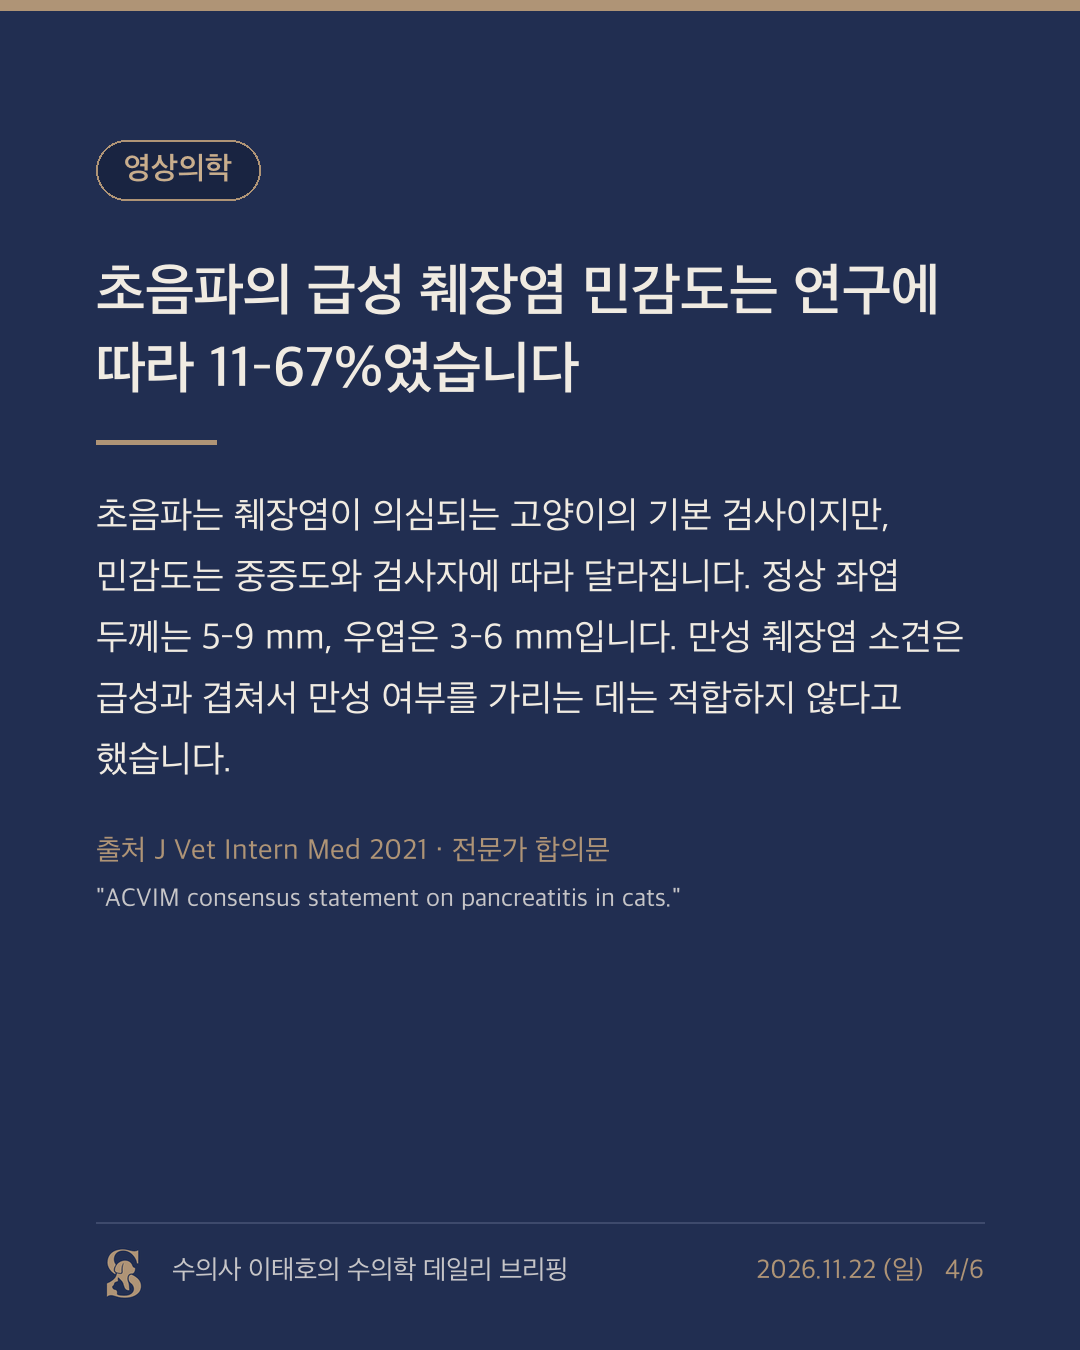 영상의학
초음파의 급성 췌장염 민감도는 연구에
따라 11-67%였습니다
초음파는 췌장염이 의심되는 고양이의 기본 검사이지만,
민감도는 중증도와 검사자에 따라 달라집니다. 정상 좌엽
두께는 5-9 mm, 우엽은 3-6 mm입니다. 만성 췌장염 소견은
급성과 겹쳐서 만성 여부를 가리는 데는 적합하지 않다고
했습니다.
출처 J Vet Intern Med 2021 · 전문가 합의문
"ACVIM consensus statement on pancreatitis in cats."
수의사 이태호의 수의학 데일리 브리핑 2026.11.22 (일) 4/6